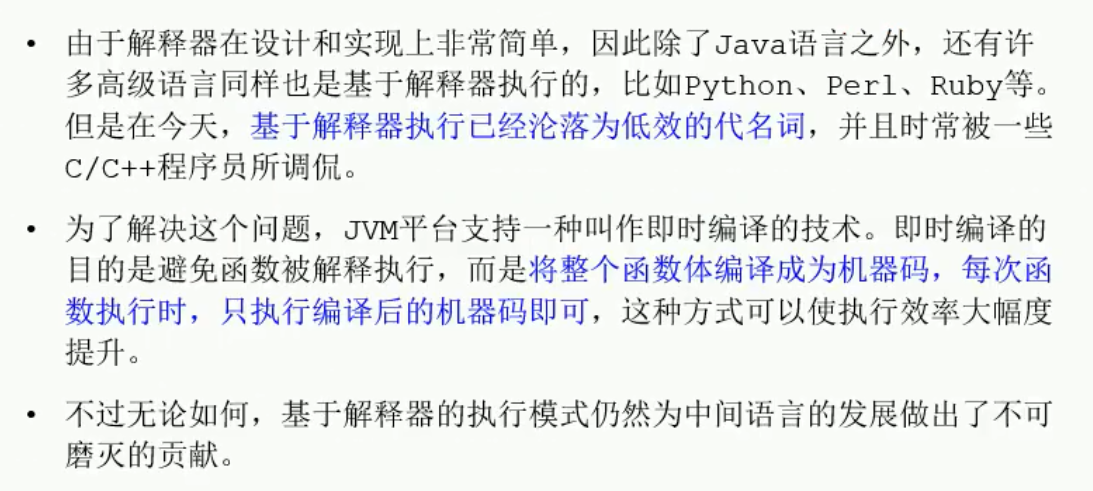 • 由于解释器在设计和实现上非常简单，因此除了Java语言之外，还有许
多高级语言同样也是基于解释器执行的，比如Python、Perl、Ruby等。
但是在今天，基于解释器执行已经沦落为低效的代名词，并且时常被一些
C/C++程序员所调侃。
• 为了解决这个问题，JVM平台支持一种叫作即时编译的技术。即时编译的
目的是避免函数被解释执行，而是将整个函数体编译成为机器码，每次函
数执行时，只执行编译后的机器码即可，这种方式可以使执行效率大幅度
提升。
• 不过无论如何，基于解释器的执行模式仍然为中间语言的发展做出了不可
磨灭的贡献。